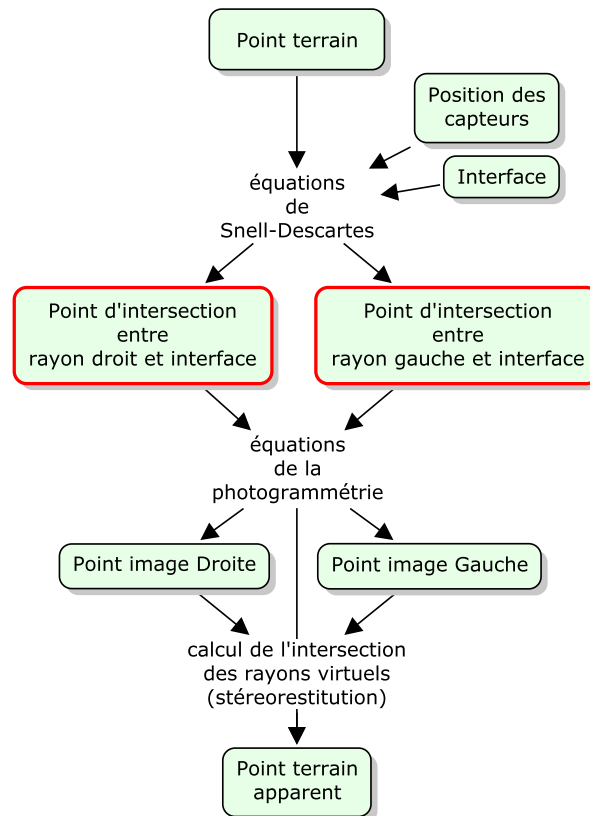 Point terrain
Position des
capteurs
Interface
équations
de
Snell-Descartes
Point d'intersection
entre
rayon droit et interface
Point d'intersection
entre
rayon gauche et interface
équations
de la
photogrammétrie
Point image Droite
Point image Gauche
calcul de l'intersection
des rayons virtuels
(stéreorestitution)
Point terrain
apparent